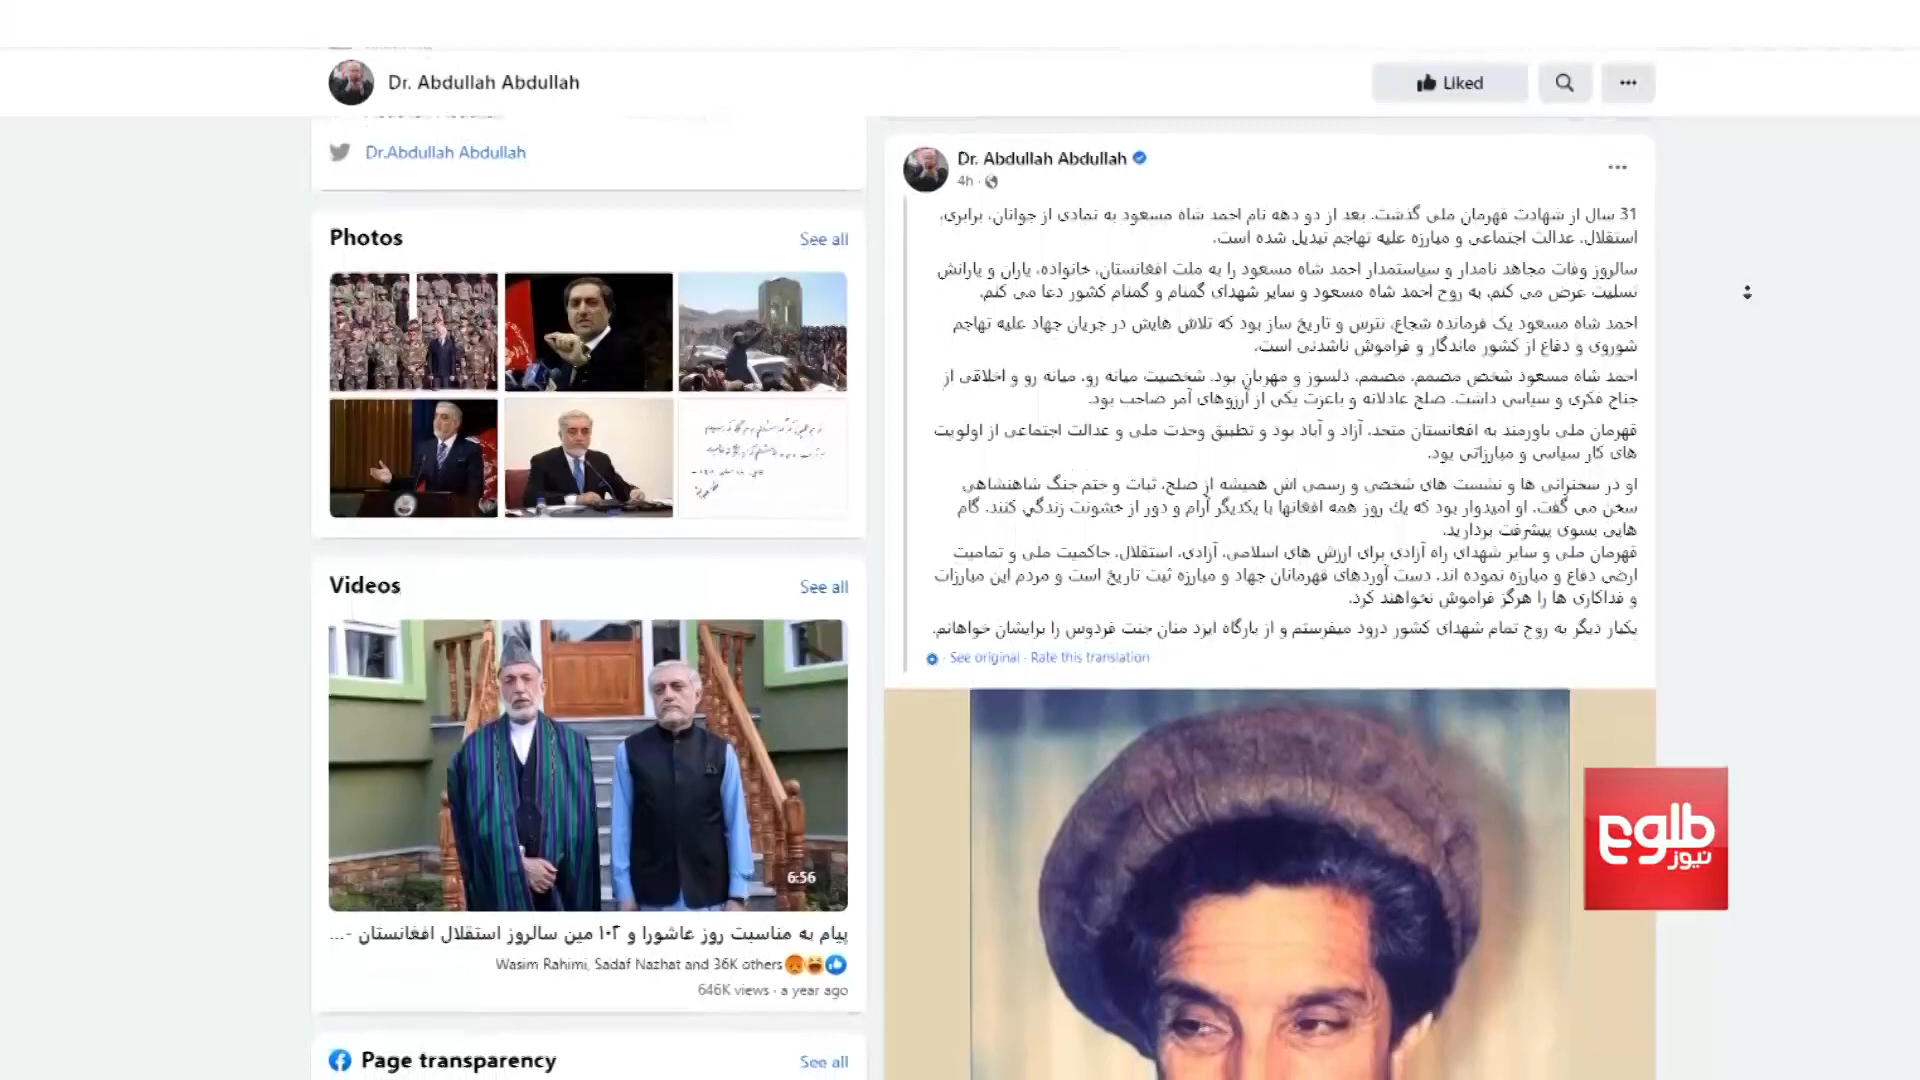 Dr. Abdullah Abdullah
Liked
Dr.Abdullah Abdullah
Photos
See all
Videos
See all
6:56
پیام به مناسبت روز عاشورا و ۱۰۲ مین سالروز استقلال افغانستان -...
Wasim Rahimi, Sadaf Nazhat and 36K others
646K views · a year ago
Page transparency
See all
Dr. Abdullah Abdullah
4h ·
31 سال از شهادت قهرمان ملی گذشت. بعد از دو دهه نام احمد شاه مسعود به نمادی از جوانان، برابری،
استقلال، عدالت اجتماعی و مبارزه علیه تهاجم تبدیل شده است.
سالروز وفات مجاهد نامدار و سیاستمدار احمد شاه مسعود را به ملت افغانستان، خانواده، یاران و یارانش
تسلیت عرض می کنم، به روح احمد شاه مسعود و سایر شهدای گمنام و گمنام کشور دعا می کنم.
احمد شاه مسعود یک فرمانده شجاع، نترس و تاریخ ساز بود که تلاش هایش در جریان جهاد علیه تهاجم
شوروی و دفاع از کشور ماندگار و فراموش ناشدنی است.
احمد شاه مسعود شخص مصمم، مصمم، دلسوز و مهربان بود. شخصیت میانه رو، میانه رو و اخلاقی از
جناح فکری و سیاسی داشت. صلح عادلانه و باعزت یکی از آرزوهای آمر صاحب بود.
قهرمان ملی باورمند به افغانستان متحد، آزاد و آباد بود و تطبیق وحدت ملی و عدالت اجتماعی از اولویت
های کار سیاسی و مبارزاتی بود.
او در سخنرانی ها و نشست های شخصی و رسمی اش همیشه از صلح، ثبات و ختم جنگ شاهنشاهی
سخن می گفت. او امیدوار بود که یك روز همه افغانها با یکدیگر آرام و دور از خشونت زندگي کنند. گام
هایی بسوی پیشرفت بردارید.
قهرمان ملی و سایر شهدای راه آزادی برای ارزش های اسلامی، آزادی، استقلال، حاکمیت ملی و تمامیت
ارضی دفاع و مبارزه نموده اند. دست آوردهای قهرمانان جهاد و مبارزه ثبت تاریخ است و مردم این مبارزات
و فداکاری ها را هرگز فراموش نخواهند کرد.
یکبار دیگر به روح تمام شهدای کشور درود میفرستم و از بارگاه ایزد منان جنت فردوس را برایشان خواهانم.
· See original · Rate this translation
طلوع
نیوز